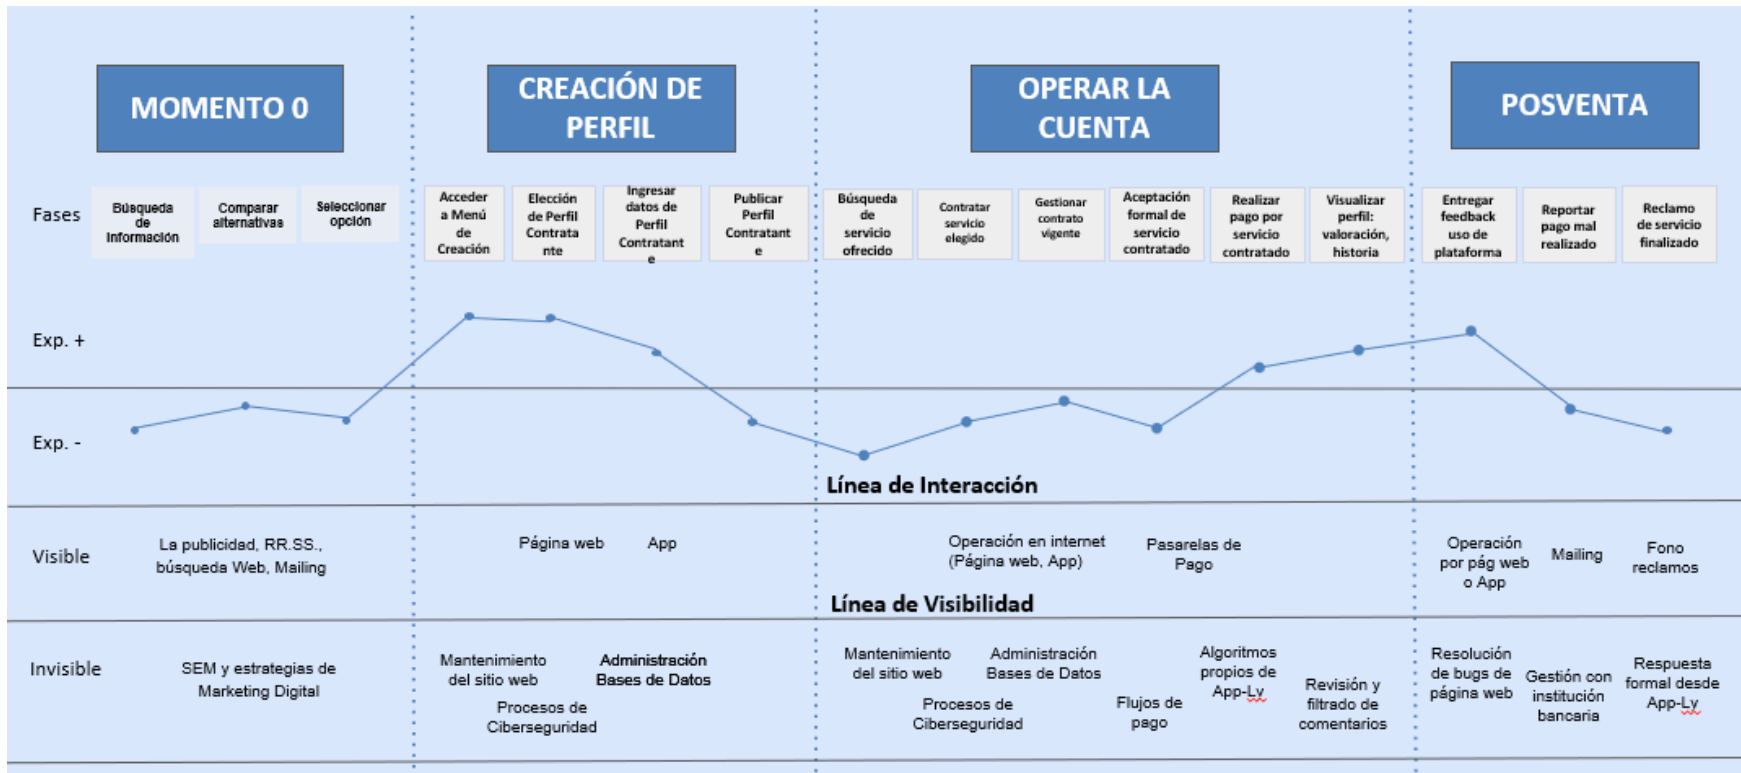 MOMENTO 0
CREACIÓN DE
PERFIL
OPERAR LA
CUENTA
POSVENTA
Fases
Búsqueda
de
Información
Comparar
alternativas
Seleccionar
opción
Acceder
a Menú
de
Creación
Elección
de Perfil
Contrata
nte
Ingresar
datos de
Perfil
Contratant
e
Publicar
Perfil
Contratant
e
Búsqueda
de
servicio
ofrecido
Contratar
servicio
elegido
Gestionar
contrato
vigente
Aceptación
formal de
servicio
contratado
Realizar
pago por
servicio
contratado
Visualizar
perfil:
valoración,
historia
Entregar
feedback
uso de
plataforma
Reportar
pago mal
realizado
Reclamo
de servicio
finalizado
Exp. +
Exp. -
Línea de Interacción
Visible
La publicidad, RR.SS.,
búsqueda Web, Mailing
Página web
App
Operación en internet
(Página web, App)
Pasarelas de
Pago
Operación
por pág web
o App
Mailing
Fono
reclamos
Línea de Visibilidad
Invisible
SEM y estrategias de
Marketing Digital
Mantenimiento
del sitio web
Administración
Bases de Datos
Procesos de
Ciberseguridad
Mantenimiento
del sitio web
Administración
Bases de Datos
Procesos de
Ciberseguridad
Flujos de
pago
Algoritmos
propios de
App-Ly
Revisión y
filtrado de
comentarios
Resolución
de bugs de
página web
Gestión con
institución
bancaria
Respuesta
formal desde
App-Ly